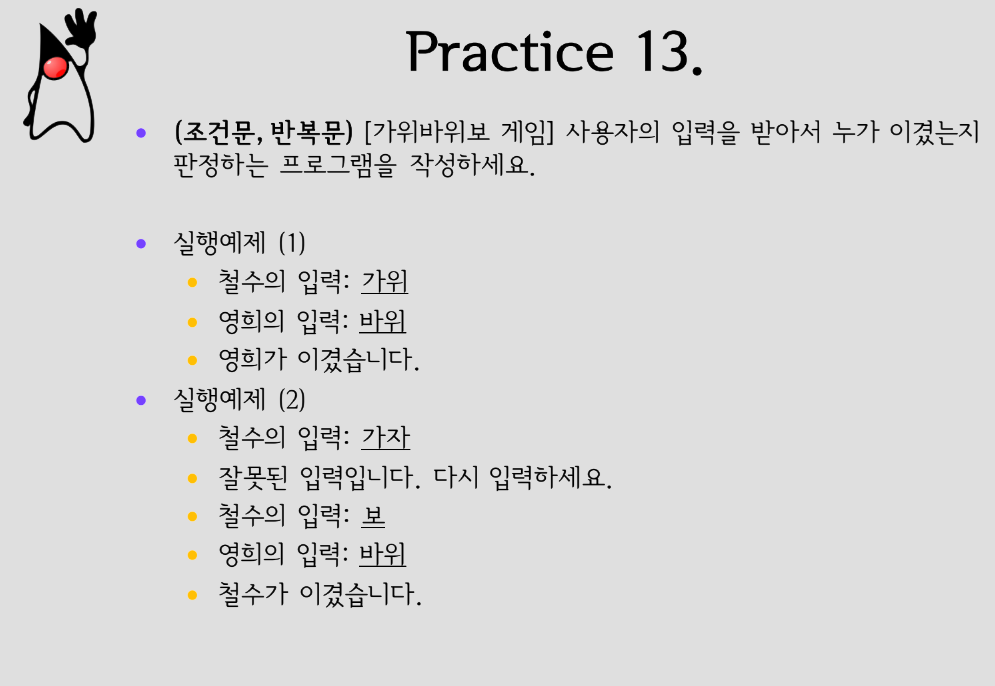 Practice 13.
(조건문, 반복문) [가위바위보 게임] 사용자의 입력을 받아서 누가 이겼는지
판정하는 프로그램을 작성하세요.
실행예제 (1)
철수의 입력: 가위
영희의 입력: 바위
영희가 이겼습니다.
실행예제 (2)
철수의 입력: 가자
잘못된 입력입니다. 다시 입력하세요.
철수의 입력: 보
영희의 입력: 바위
철수가 이겼습니다.